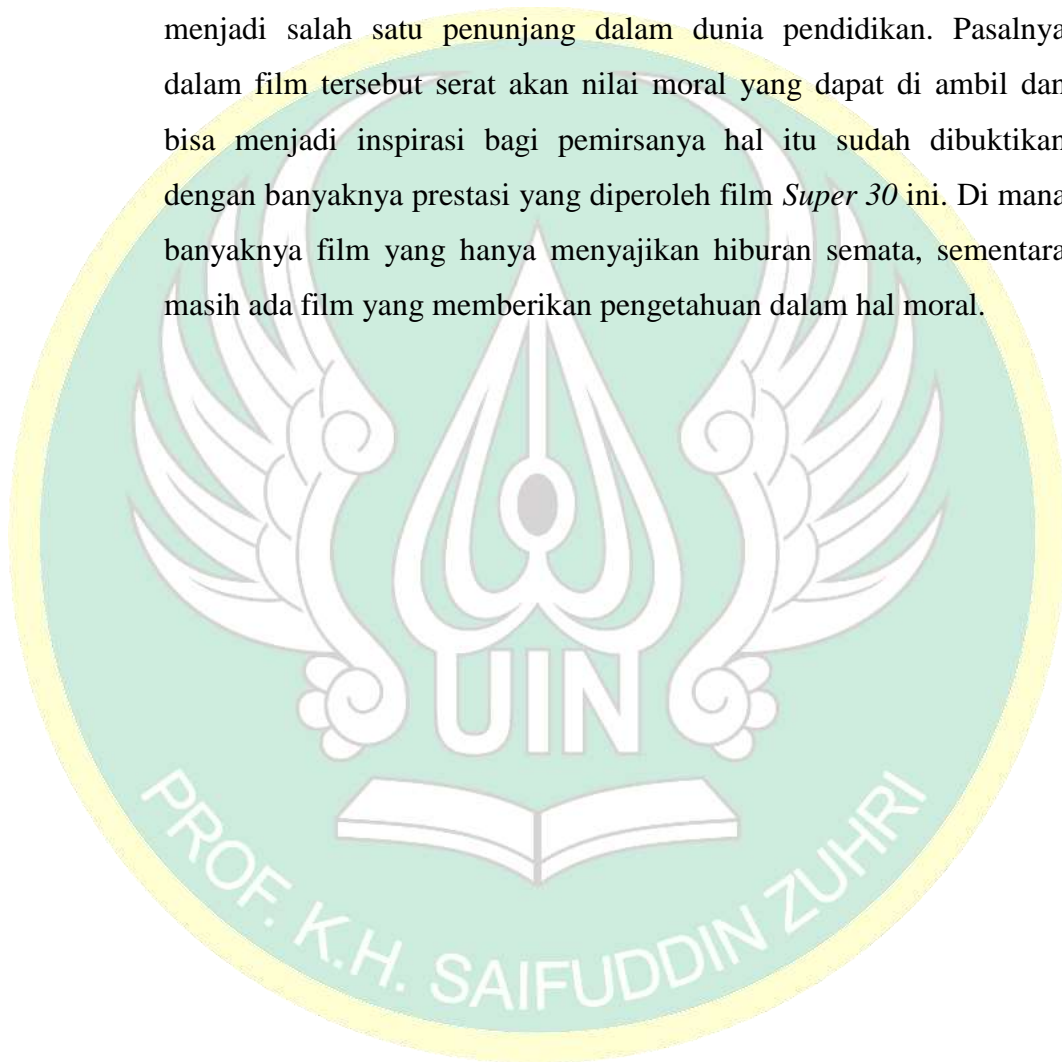 menjadi salah satu penunjang dalam dunia pendidikan. Pasalnya
dalam film tersebut serat akan nilai moral yang dapat di ambil dan
bisa menjadi inspirasi bagi pemirsanya hal itu sudah dibuktikan
dengan banyaknya prestasi yang diperoleh film Super 30 ini. Di mana
banyaknya film yang hanya menyajikan hiburan semata, sementara
masih ada film yang memberikan pengetahuan dalam hal moral.
UIN
PROF. K.H. SAIFUDDIN ZUHRI